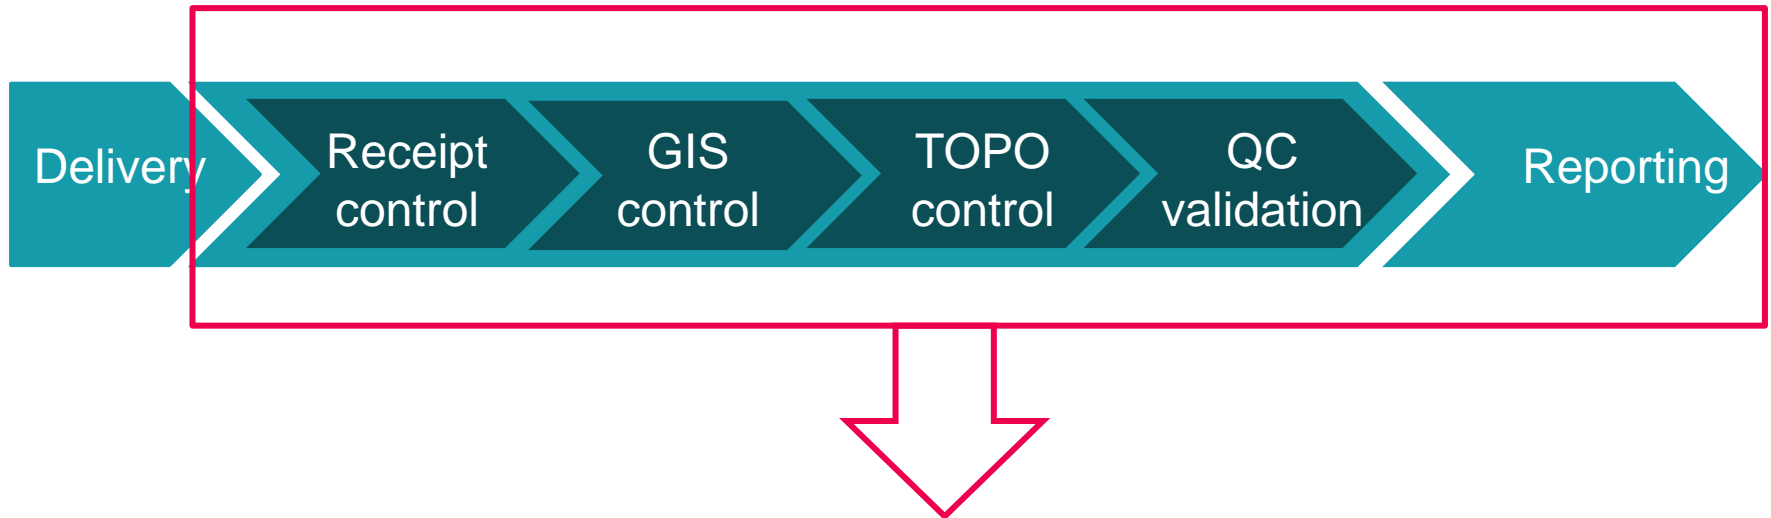 Delivery
Receipt
control
GIS
control
TOPO
control
QC
validation
Reporting